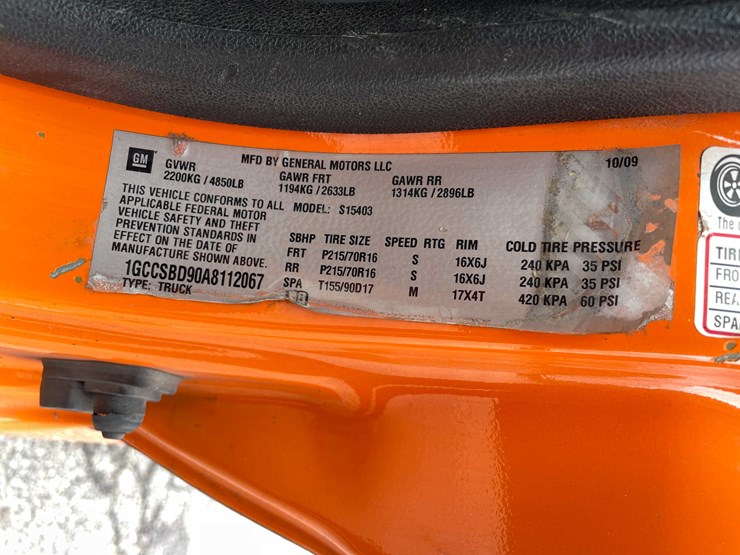 GM
GVWR MFD BY GENERAL MOTORS LLC 10/09
2200KG / 4850LB
GAWR FRT GAWR RR
1194KG / 2633LB 1314KG / 2896LB
THIS VEHICLE CONFORMS TO ALL
APPLICABLE FEDERAL MOTOR
VEHICLE SAFETY AND THEFT
PREVENTION STANDARDS IN
EFFECT ON THE DATE OF
MANUFACTURE SHOWN ABOVE.
1GCCSBD90A8112067
TYPE: TRUCK
MODEL: S15403
SBHP TIRE SIZE SPEED RTG RIM COLD TIRE PRESSURE
FRT P215/70R16 S 16X6J 240 KPA 35 PSI
RR P215/70R16 S 16X6J 240 KPA 35 PSI
SPA T155/90D17 M 17X4T 420 KPA 60 PSI
The
TIR
FRO
REA
SPA